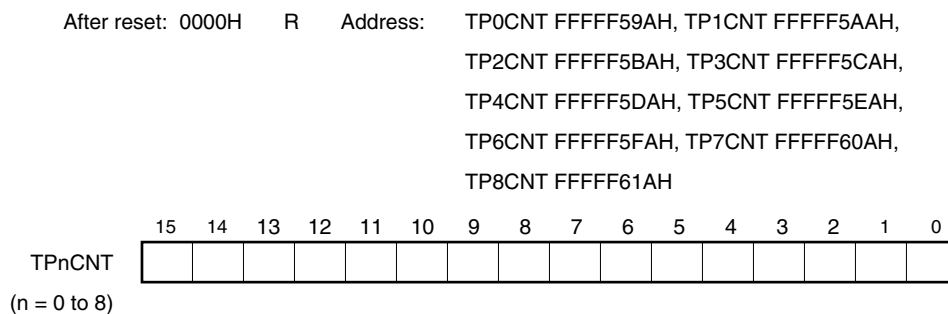 After reset: 0000H R Address: TP0CNT FFFFF59AH, TP1CNT FFFFF5AAH,
TP2CNT FFFFF5BAH, TP3CNT FFFFF5CAH,
TP4CNT FFFFF5DAH, TP5CNT FFFFF5EAH,
TP6CNT FFFFF5FAH, TP7CNT FFFFF60AH,
TP8CNT FFFFF61AH
15 14 13 12 11 10 9 8 7 6 5 4 3 2 1 0
TPnCNT
(n = 0 to 8)